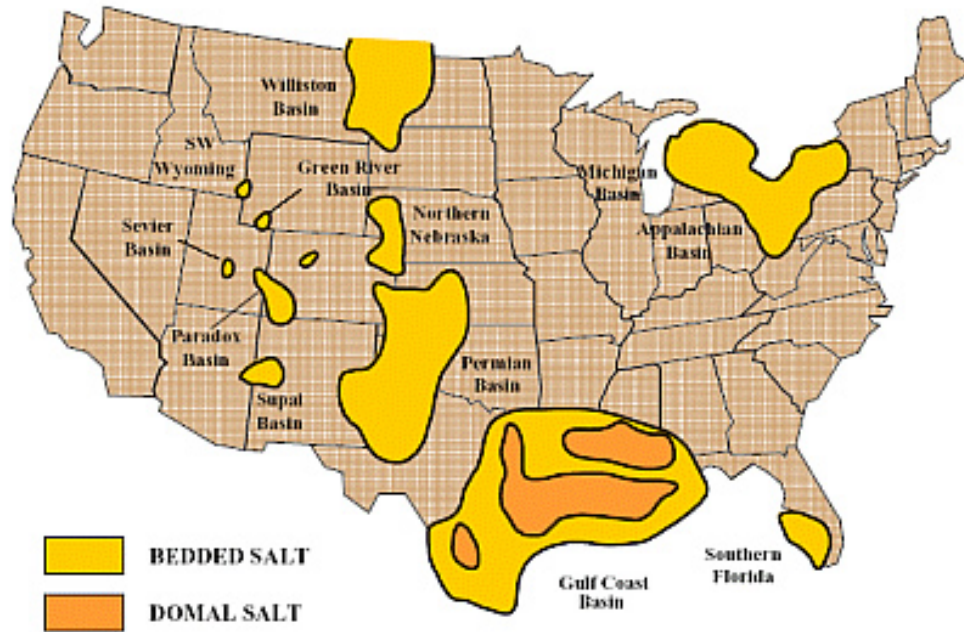 Williston
Basin
SW
Wyoming
Green River
Basin
Michigan
Basin
Sevier
Basin
Northern
Nebraska
Appalachian
Basin
Paradox
Basin
Permian
Basin
Supai
Basin
BEDDED SALT
Southern
Florida
Gulf Coast
Basin
DOMAL SALT